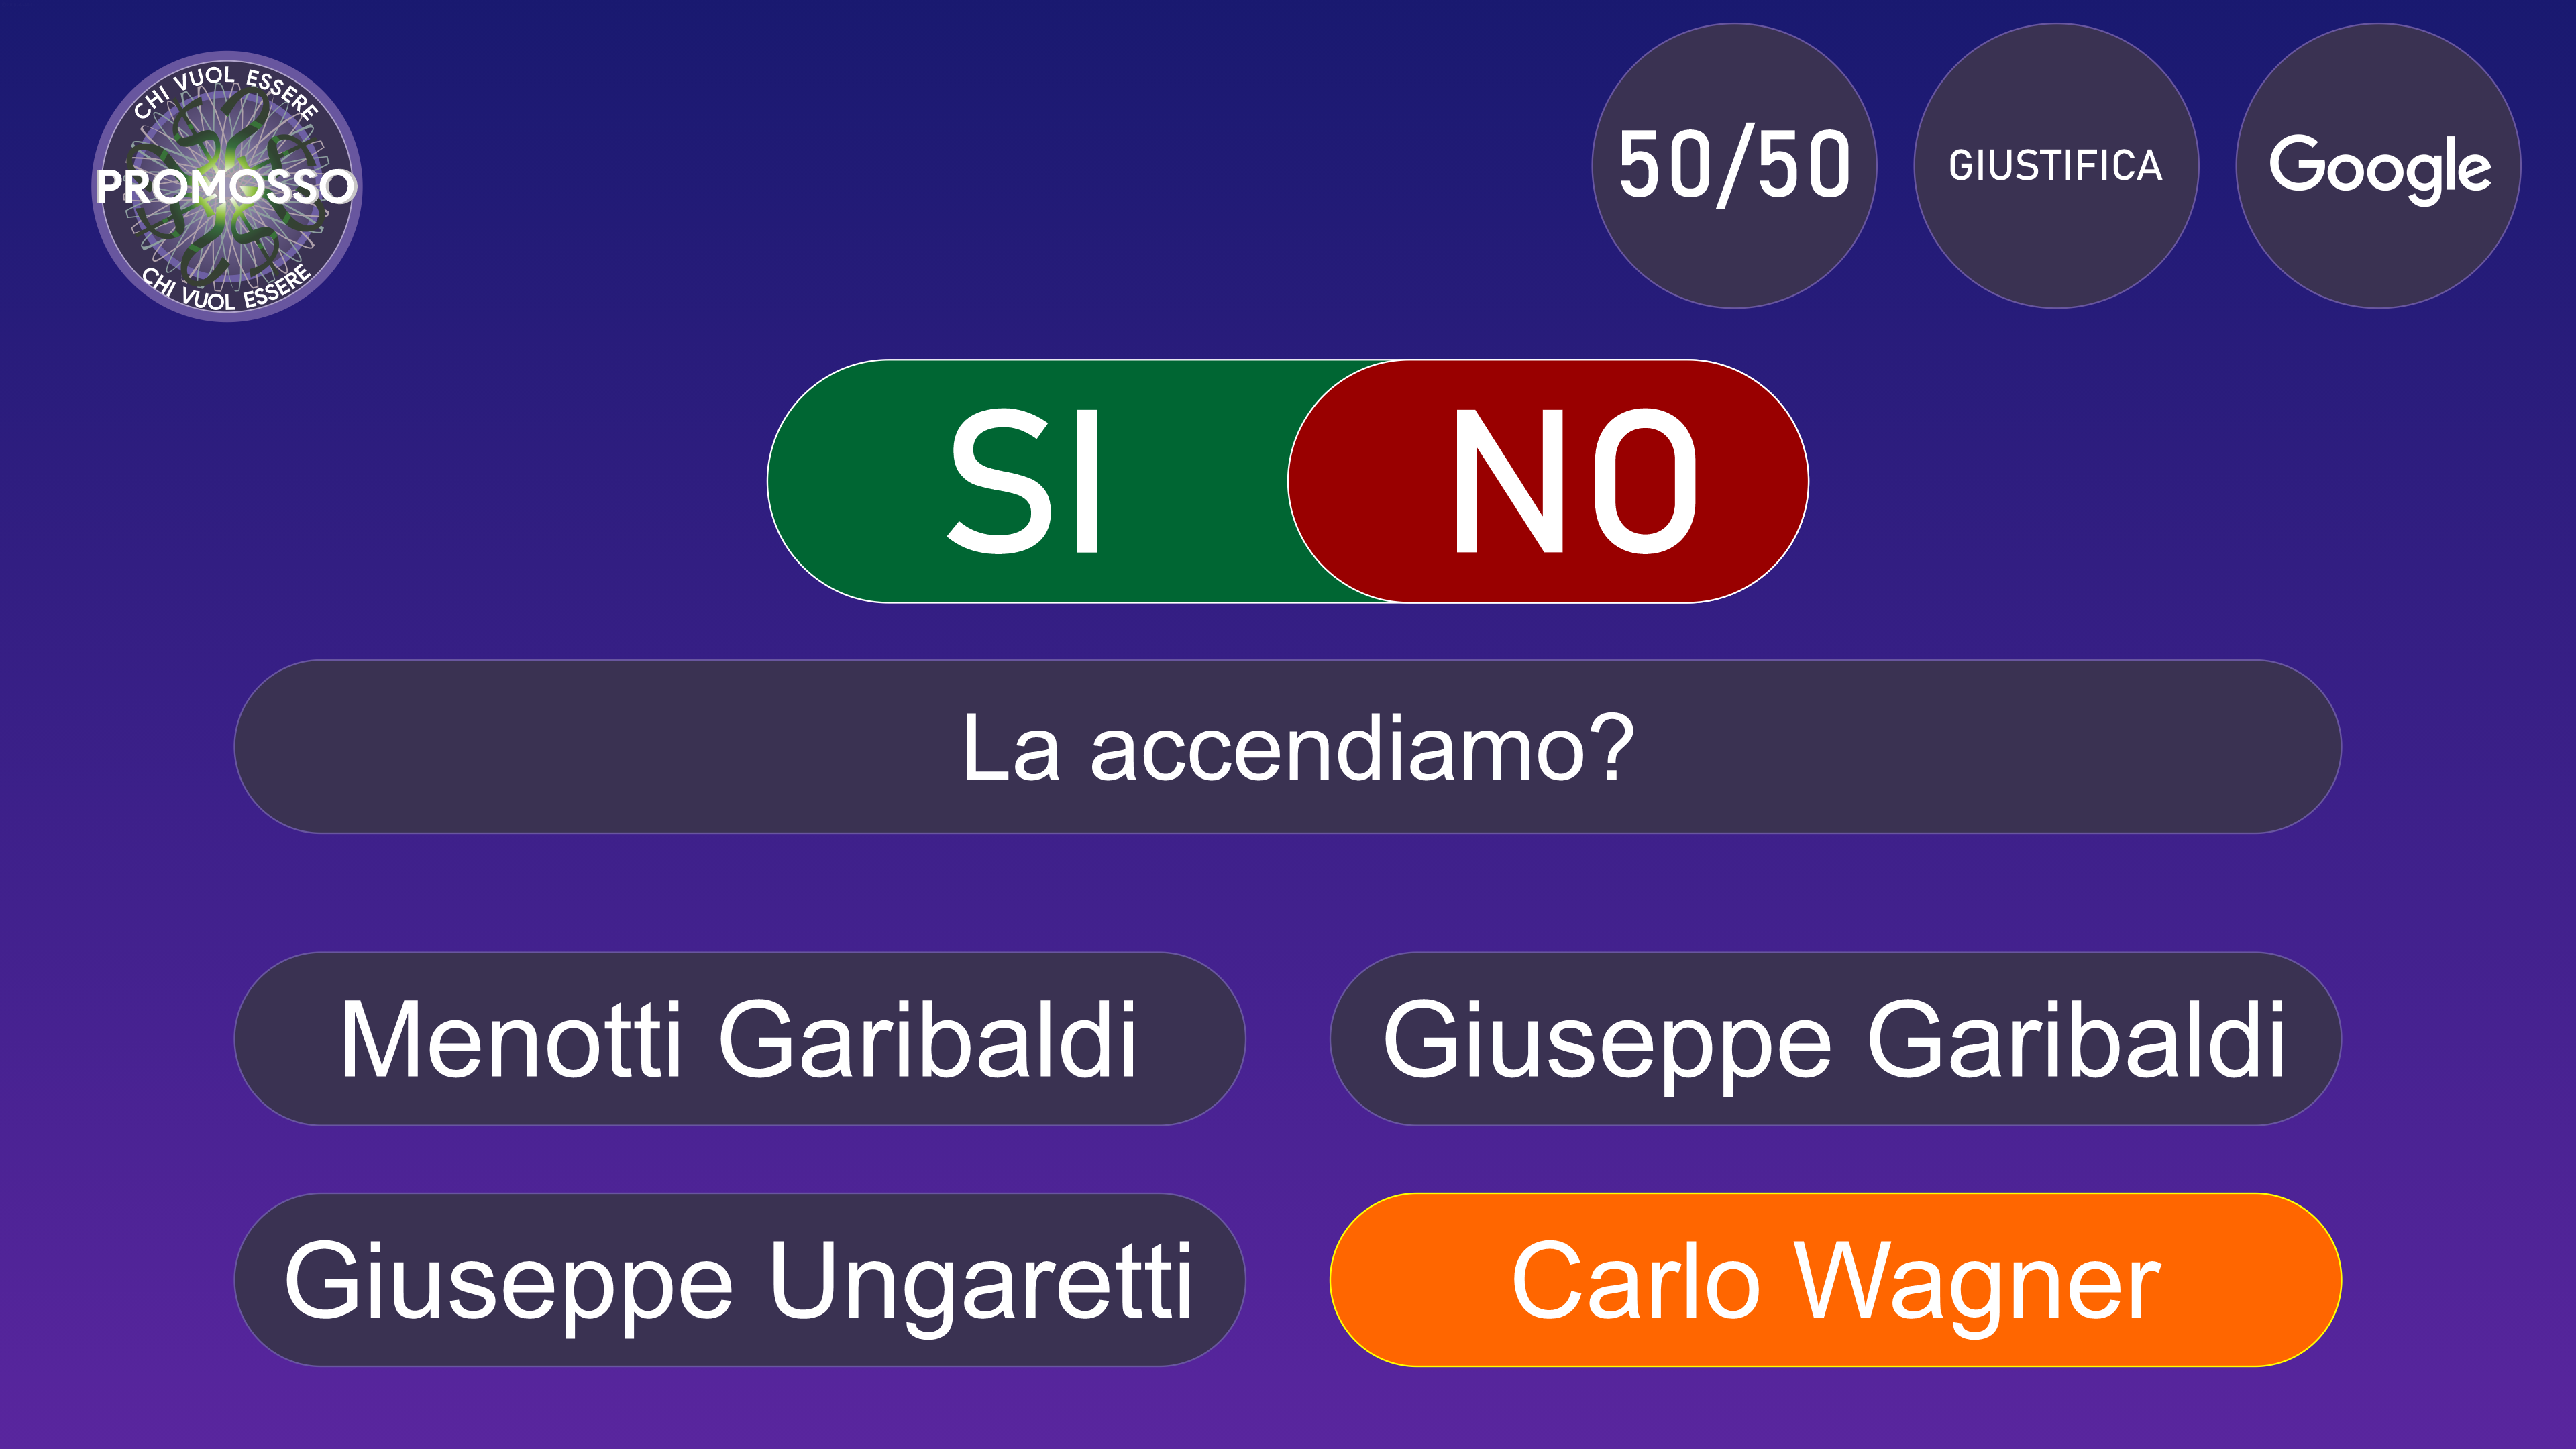 CHI VUOL ESSERE
PROMOSSO
CHI VUOL ESSERE
50/50
GIUSTIFICA
Google
SI
NO
La accendiamo?
Menotti Garibaldi
Giuseppe Garibaldi
Giuseppe Ungaretti
Carlo Wagner